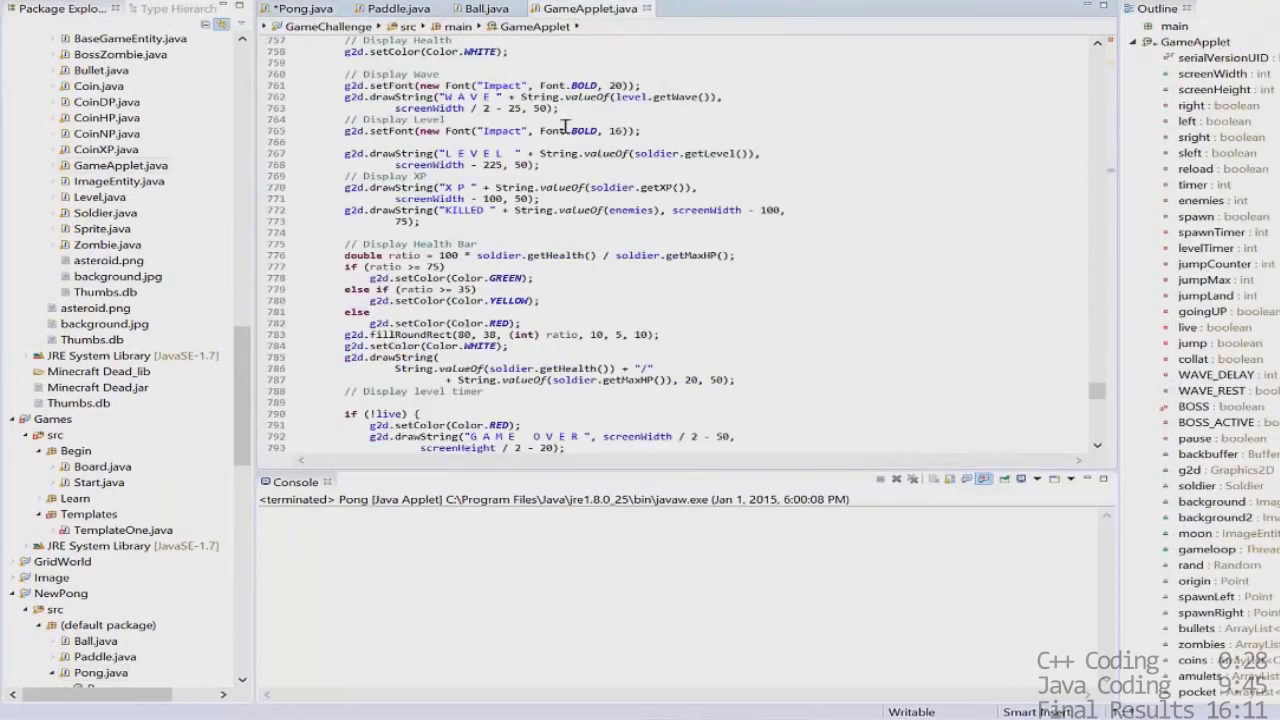 Package Explo...
Type Hierarch
*Pong.java
Paddle.java
Ball.java
GameApplet.java
Outline
GameChallenge
src
main
GameApplet
BaseGameEntity.java
BossZombie.java
Bullet.java
Coin.java
CoinDP.java
CoinHP.java
CoinNP.java
CoinXP.java
GameApplet.java
ImageEntity.java
Level.java
Soldier.java
Sprite.java
Zombie.java
asteroid.png
background.jpg
Thumbs.db
asteroid.png
background.jpg
Thumbs.db
JRE System Library [JavaSE-1.7]
Minecraft Dead_lib
Minecraft Dead.jar
Thumbs.db
Games
src
Begin
Board.java
Start.java
Learn
Templates
TemplateOne.java
JRE System Library [JavaSE-1.7]
GridWorld
Image
NewPong
src
(default package)
Ball.java
Paddle.java
Pong.java
757 // Display Health
758 g2d.setColor(Color.WHITE);
759
760 // Display Wave
761 g2d.setFont(new Font("Impact", Font.BOLD, 20));
762 g2d.drawString("W A V E " + String.valueOf(level.getWave()),
763 screenWidth / 2 - 25, 50);
764 // Display Level
765 g2d.setFont(new Font("Impact", Font.BOLD, 16));
766
767 g2d.drawString("L E V E L  " + String.valueOf(soldier.getLevel()),
768 screenWidth - 225, 50);
769 // Display XP
770 g2d.drawString("X P " + String.valueOf(soldier.getXP()),
771 screenWidth - 100, 50);
772 g2d.drawString("KILLED " + String.valueOf(enemies), screenWidth - 100,
773 75);
774
775 // Display Health Bar
776 double ratio = 100 * soldier.getHealth() / soldier.getMaxHP();
777 if (ratio >= 75)
778 g2d.setColor(Color.GREEN);
779 else if (ratio >= 35)
780 g2d.setColor(Color.YELLOW);
781 else
782 g2d.setColor(Color.RED);
783 g2d.fillRoundRect(80, 38, (int) ratio, 10, 5, 10);
784 g2d.setColor(Color.WHITE);
785 g2d.drawString(
786 String.valueOf(soldier.getHealth()) + "/"
787 + String.valueOf(soldier.getMaxHP()), 20, 50);
788 // Display level timer
789
790 if (!live) {
791 g2d.setColor(Color.RED);
792 g2d.drawString("G A M E   O V E R ", screenWidth / 2 - 50,
793 screenHeight / 2 - 20);
Console
<terminated> Pong [Java Applet] C:\Program Files\Java\jre1.8.0_25\bin\javaw.exe (Jan 1, 2015, 6:00:08 PM)
main
GameApplet
serialVersionUID
screenWidth :
screenHeight :
right : boolean
left : boolean
sright : boolean
sleft : boolean
reload : boolean
timer : int
enemies : int
spawn : boolean
spawnTimer : int
levelTimer : int
jumpCounter : int
jumpMax : int
jumpLand : int
goingUP : boolean
live : boolean
jump : boolean
collat : boolean
WAVE_DELAY : int
WAVE_REST : int
BOSS : boolean
BOSS_ACTIVE :
pause : boolean
backbuffer : Buffer
g2d : Graphics2D
soldier : Soldier
background : Ima
background2 : Im
moon : ImageEntit
gameloop : Threa
rand : Random
origin : Point
spawnLeft : Point
spawnRight : Point
bullets : ArrayList<
zombies : ArrayList
coins : ArrayList<
amulets : ArrayLis
pocket : ArrayList
C++ Coding 0:28
Java Coding 9:45
Final Results 16:11
Writable
Smart Insert